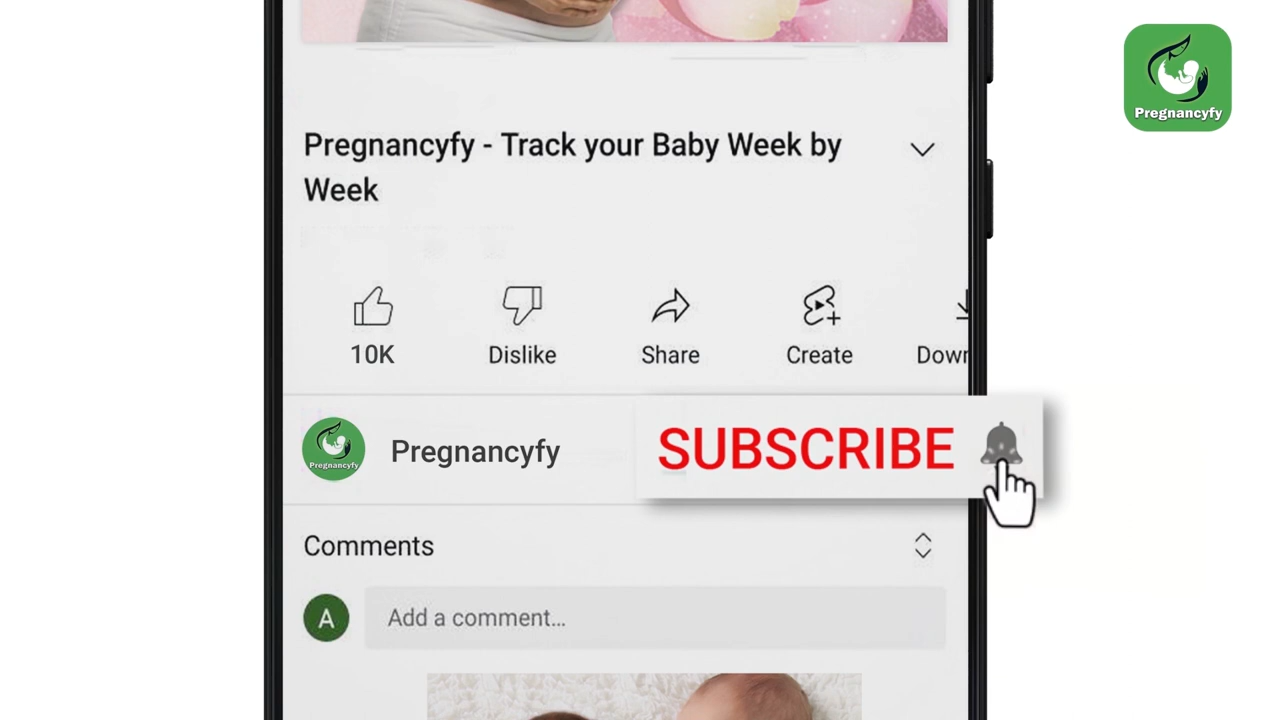 Pregnancyfy
Pregnancyfy - Track your Baby Week by
Week
10K
Dislike
Share
Create
Down
Pregnancyfy
Pregnancyfy
SUBSCRIBE
Comments
A
Add a comment...